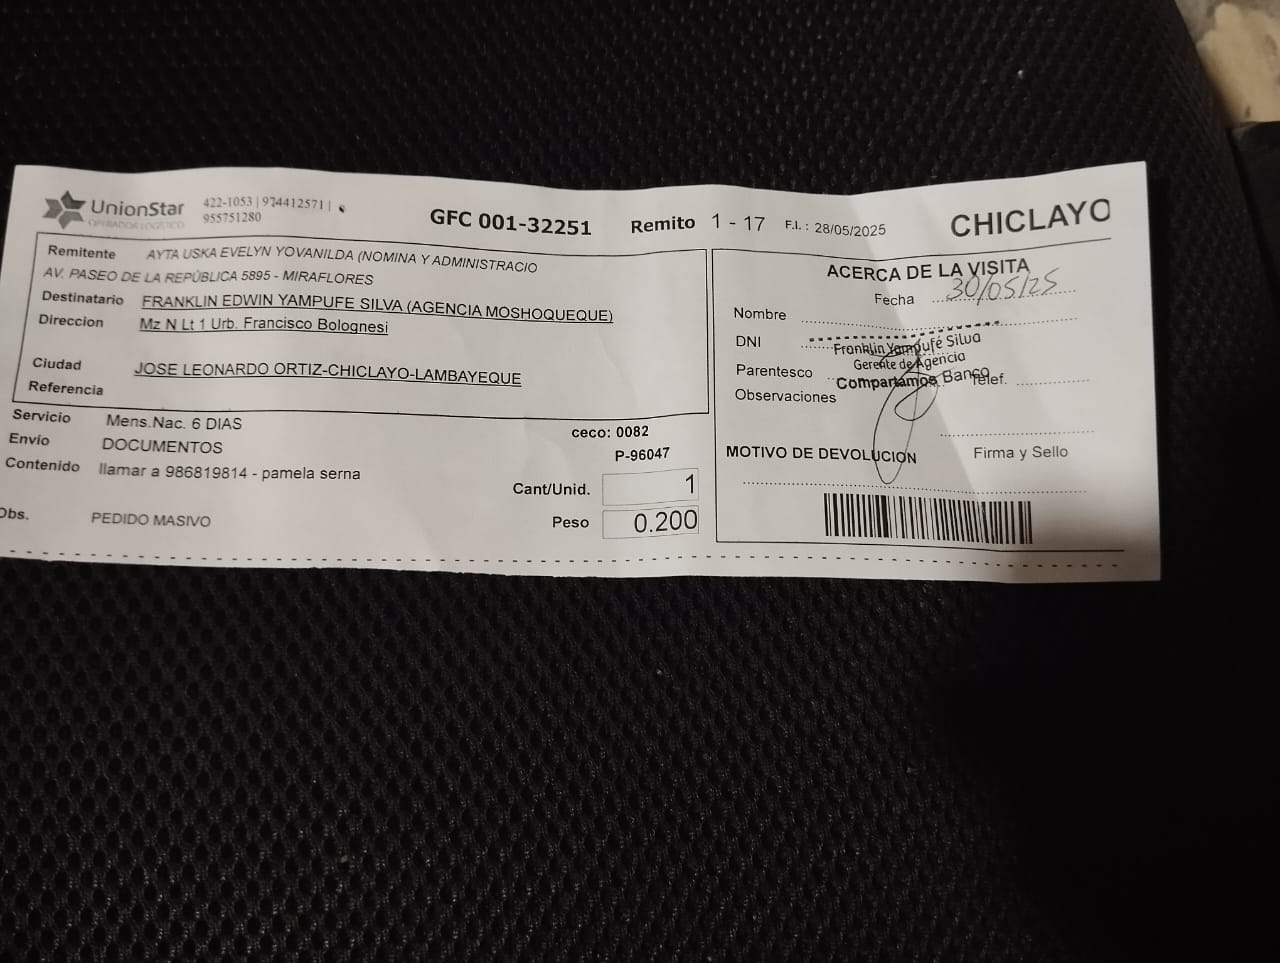 UnionStar
OPERADOR LOGISTICO
422-1053 | 974412571 |
955751280
GFC 001-32251
Remito 1 - 17
F.I. : 28/05/2025
CHICLAYO
Remitente AYTA USKA EVELYN YOVANILDA (NOMINA Y ADMINISTRACIO
AV. PASEO DE LA REPÚBLICA 5895 - MIRAFLORES
Destinatario FRANKLIN EDWIN YAMPUFE SILVA (AGENCIA MOSHOQUEQUE)
Direccion Mz N Lt 1 Urb. Francisco Bolognesi
Ciudad JOSE LEONARDO ORTIZ-CHICLAYO-LAMBAYEQUE
Referencia
Servicio Mens.Nac. 6 DIAS
Envío DOCUMENTOS
Contenido llamar a 986819814 - pamela serna
Obs. PEDIDO MASIVO
ceco: 0082
P-96047
Cant/Unid. 1
Peso 0.200
ACERCA DE LA VISITA
Fecha 30/05/25
Nombre
DNI
Franklin Yampufé Silva
Gerente de Agencia
Compartamos Banco
Parentesco
Telef.
Observaciones
MOTIVO DE DEVOLUCION
Firma y Sello